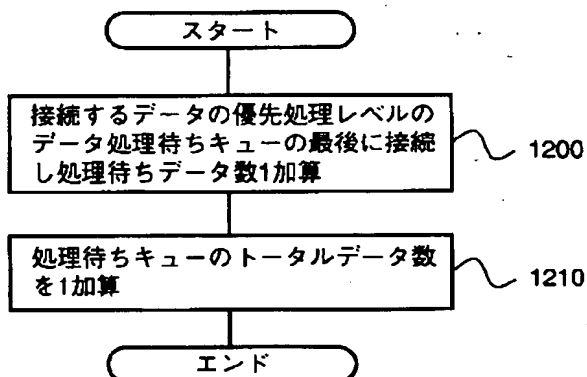 スタート
接続するデータの優先処理レベルの
データ処理待ちキューの最後に接続
し処理待ちデータ数1加算
1200
処理待ちキューのトータルデータ数
を1加算
1210
エンド